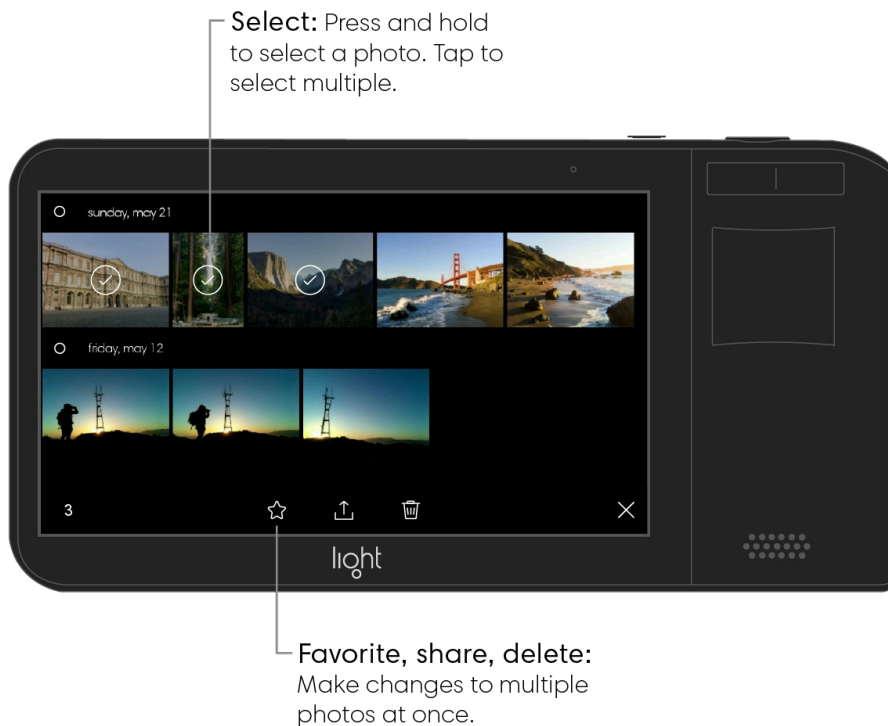 Select: Press and hold
to select a photo. Tap to
select multiple.
sunday, may 21
friday, may 12
3
light
Favorite, share, delete:
Make changes to multiple
photos at once.